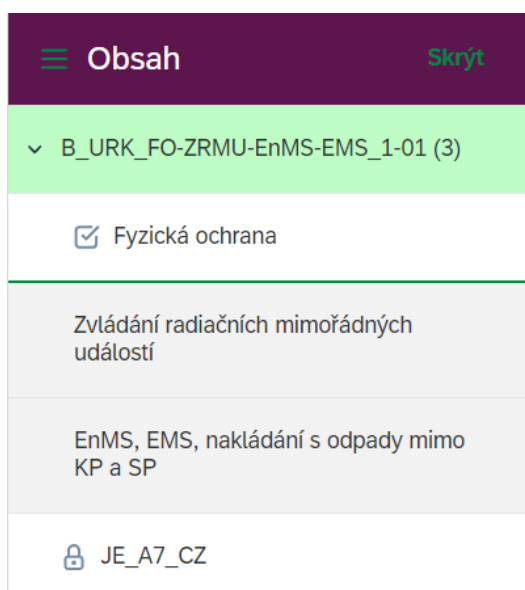 Obsah
Skrýt
B_URK_FO-ZRMU-EnMS-EMS_1-01 (3)
Fyzická ochrana
Zvládání radiačních mimořádných
událostí
EnMS, EMS, nakládání s odpady mimo
KP a SP
JE_A7_CZ